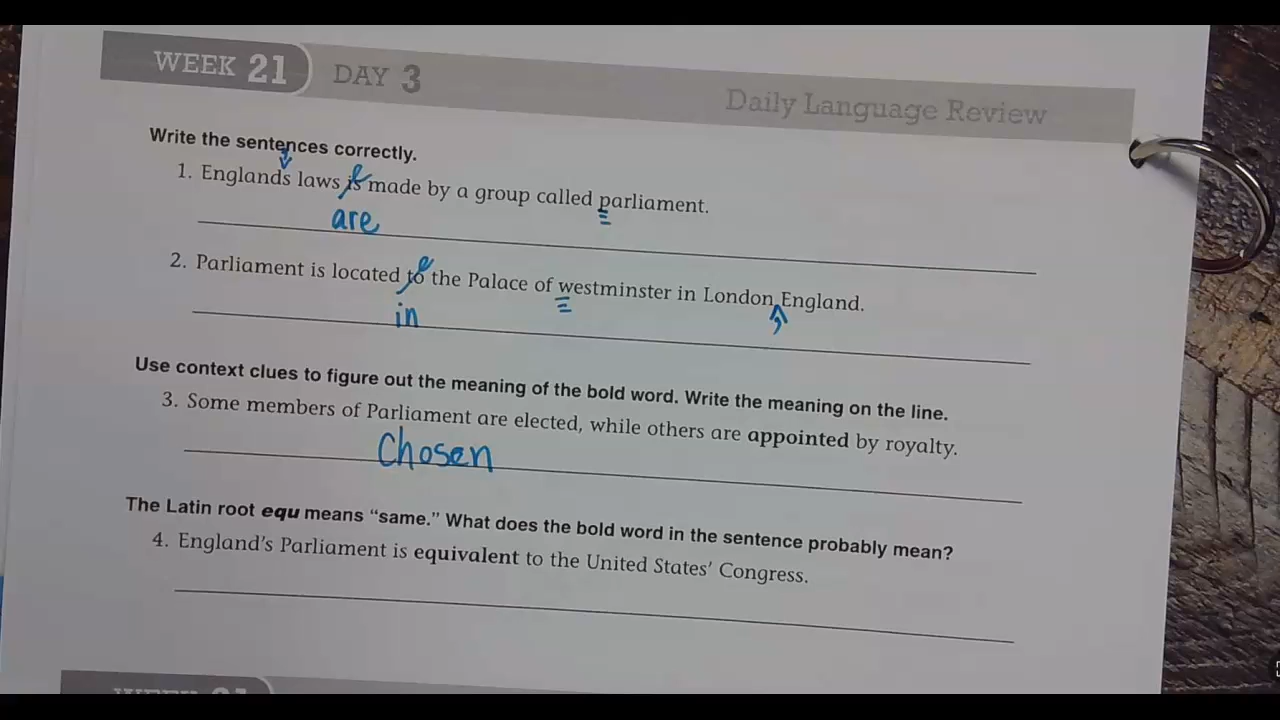 WEEK 21 DAY 3
Daily Language Review
Write the sentences correctly.
1. Englands laws is made by a group called parliament.
are
2. Parliament is located to the Palace of westminster in London England.
in
Use context clues to figure out the meaning of the bold word. Write the meaning on the line.
3. Some members of Parliament are elected, while others are appointed by royalty.
Chosen
The Latin root equ means “same.” What does the bold word in the sentence probably mean?
4. England’s Parliament is equivalent to the United States’ Congress.